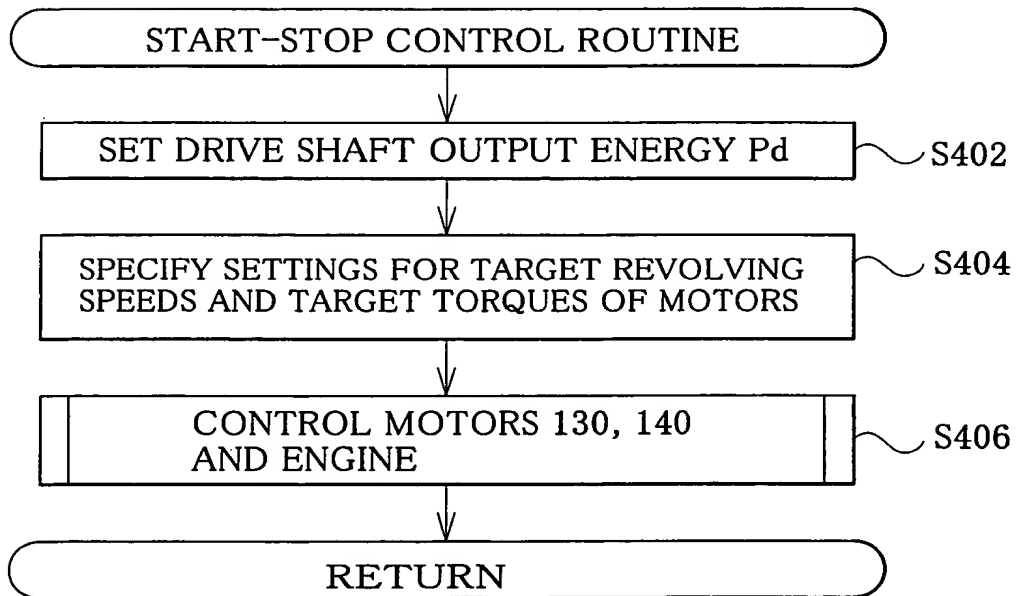 START-STOP CONTROL ROUTINE
SET DRIVE SHAFT OUTPUT ENERGY Pd
S402
SPECIFY SETTINGS FOR TARGET REVOLVING
SPEEDS AND TARGET TORQUES OF MOTORS
S404
CONTROL MOTORS 130, 140
AND ENGINE
S406
RETURN